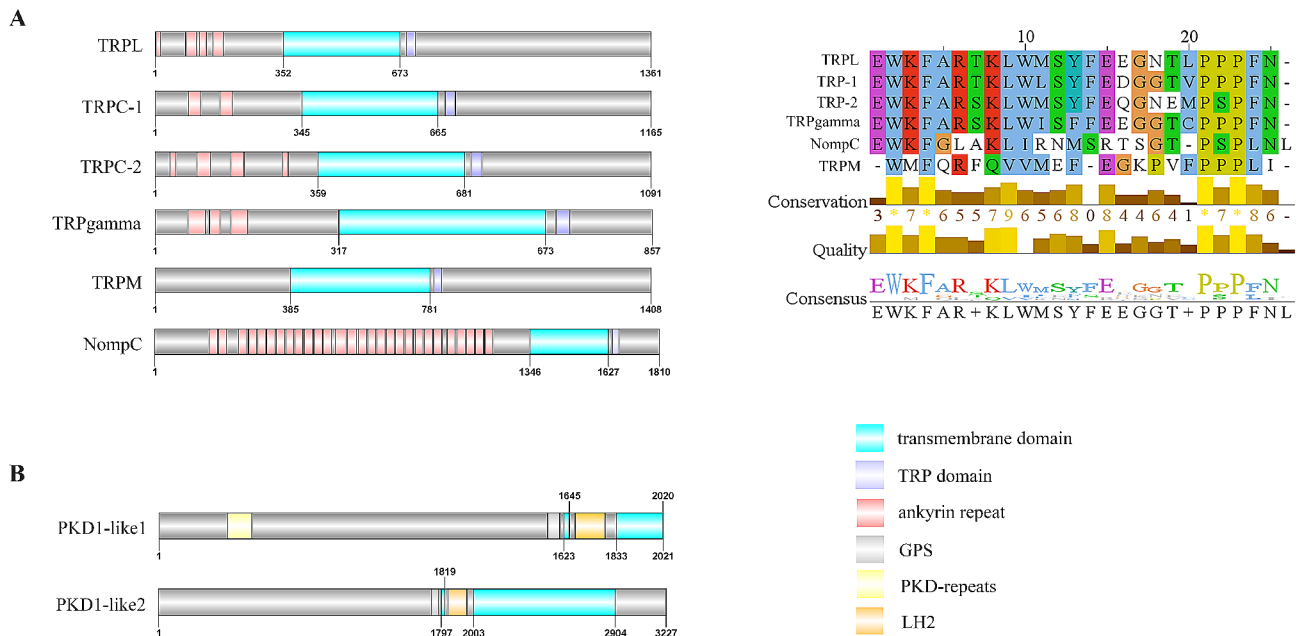 A
TRPL
1 352 673 1361
TRPC-1
1 345 665 1165
TRPC-2
1 359 681 1091
TRPgamma
1 317 673 857
TRPM
1 385 781 1408
NompC
1 1346 1627 1810
10 20
TRPL EWKFARTKLWMSYFEEGNTLPPPFN-
TRP-1 EWKFARTKLWLSYFEDGGTVPPPFN-
TRP-2 EWKFARSKLWMSYFEQGNEMPSPFN-
TRPgamma EWKFARSKLWISFFEEGGTCPPPFN-
NompC EWKFGLAKLIRNMSRTSGT-PSPLNL
TRPM -WMFQRFQVVMEF-EGKPVFPPPLI-
Conservation
3*7*6557965680844641*7*86-
Quality
Consensus
EWKFAR+KLWMSYFEEGGT+PPPFNL
B
PKD1-like1
1645 2020
1 1623 1833 2021
PKD1-like2
1819
1 1797 2003 2904 3227
transmembrane domain
TRP domain
ankyrin repeat
GPS
PKD-repeats
LH2